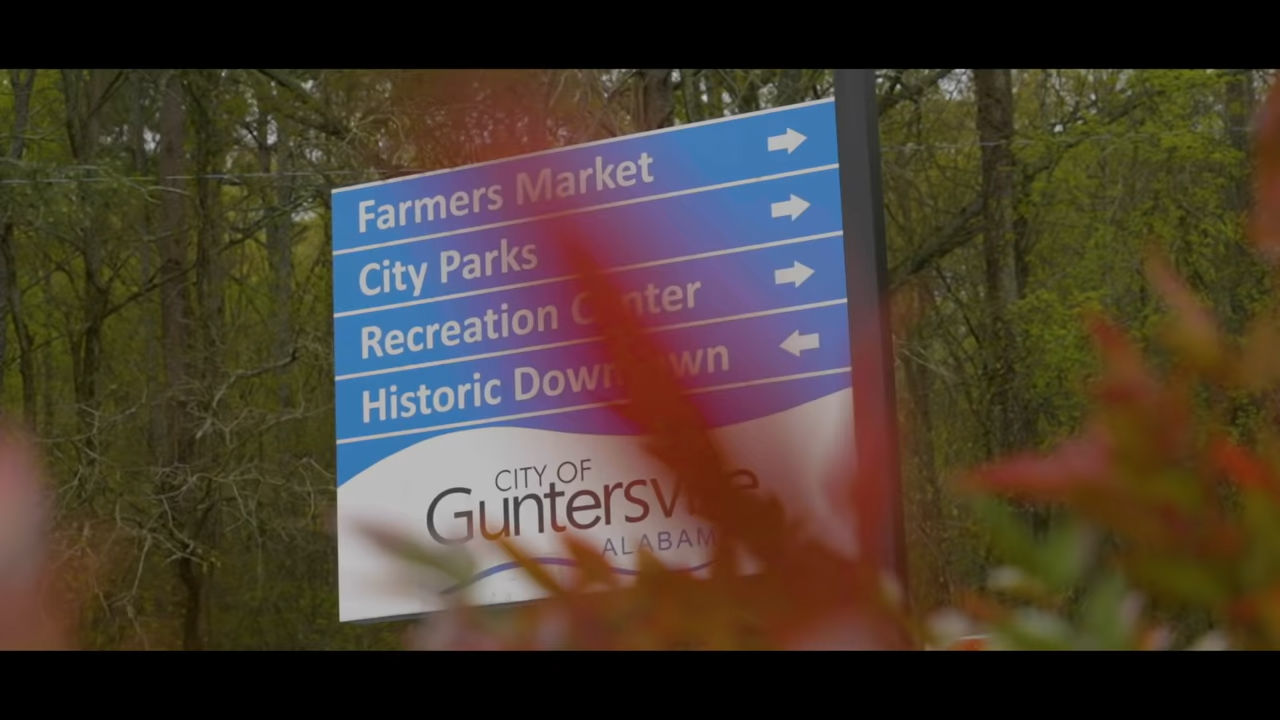 Farmers Market
City Parks
Recreation Center
Historic Downtown
CITY OF
Guntersville
ALABAMA